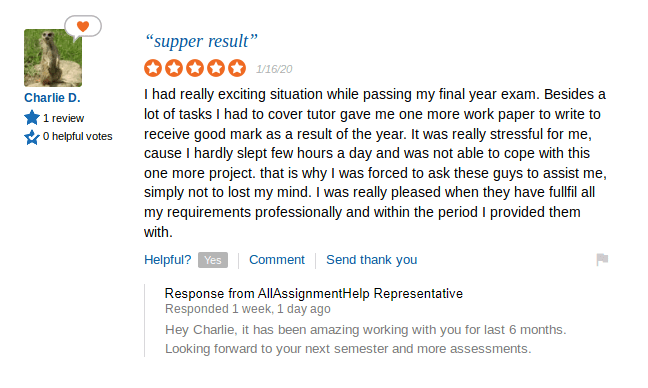 “supper result”
1/16/20
Charlie D.
1 review
0 helpful votes
I had really exciting situation while passing my final year exam. Besides a
lot of tasks I had to cover tutor gave me one more work paper to write to
receive good mark as a result of the year. It was really stressful for me,
cause I hardly slept few hours a day and was not able to cope with this
one more project. that is why I was forced to ask these guys to assist me,
simply not to lost my mind. I was really pleased when they have fullfil all
my requirements professionally and within the period I provided them
with.
Helpful? Yes Comment Send thank you
Response from AllAssignmentHelp Representative
Responded 1 week, 1 day ago
Hey Charlie, it has been amazing working with you for last 6 months.
Looking forward to your next semester and more assessments.